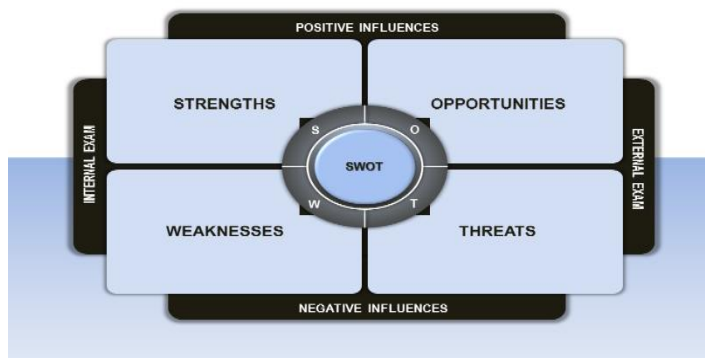 POSITIVE INFLUENCES
STRENGTHS
OPPORTUNITIES
INTERNAL EXAM
EXTERNAL EXAM
S
O
SWOT
W
T
WEAKNESSES
THREATS
NEGATIVE INFLUENCES